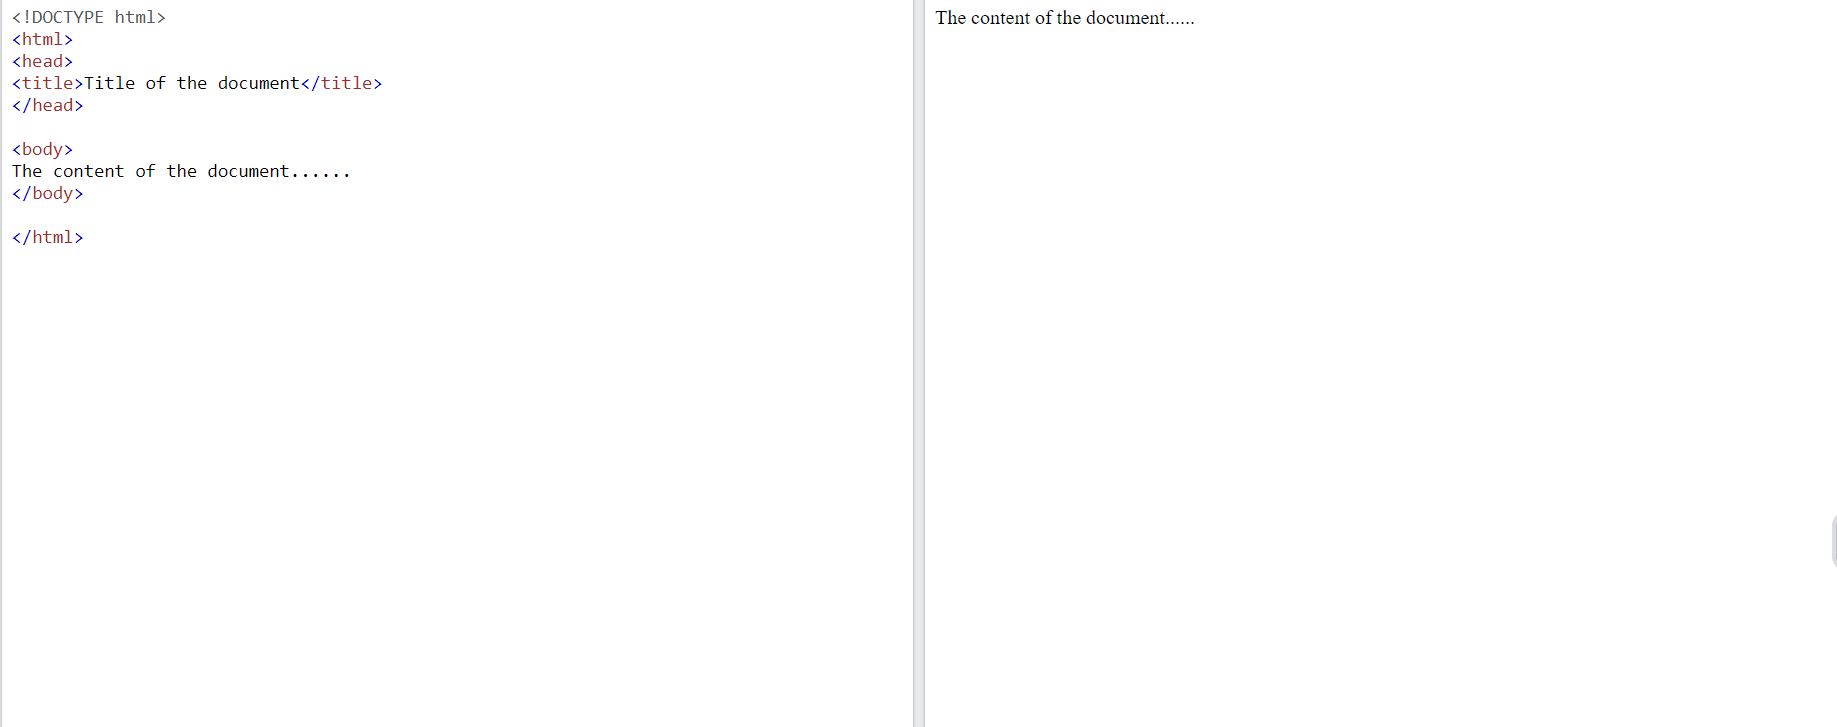 <!DOCTYPE html>
<html>
<head>
<title>Title of the document</title>
</head>
<body>
The content of the document......
</body>
</html>
The content of the document......